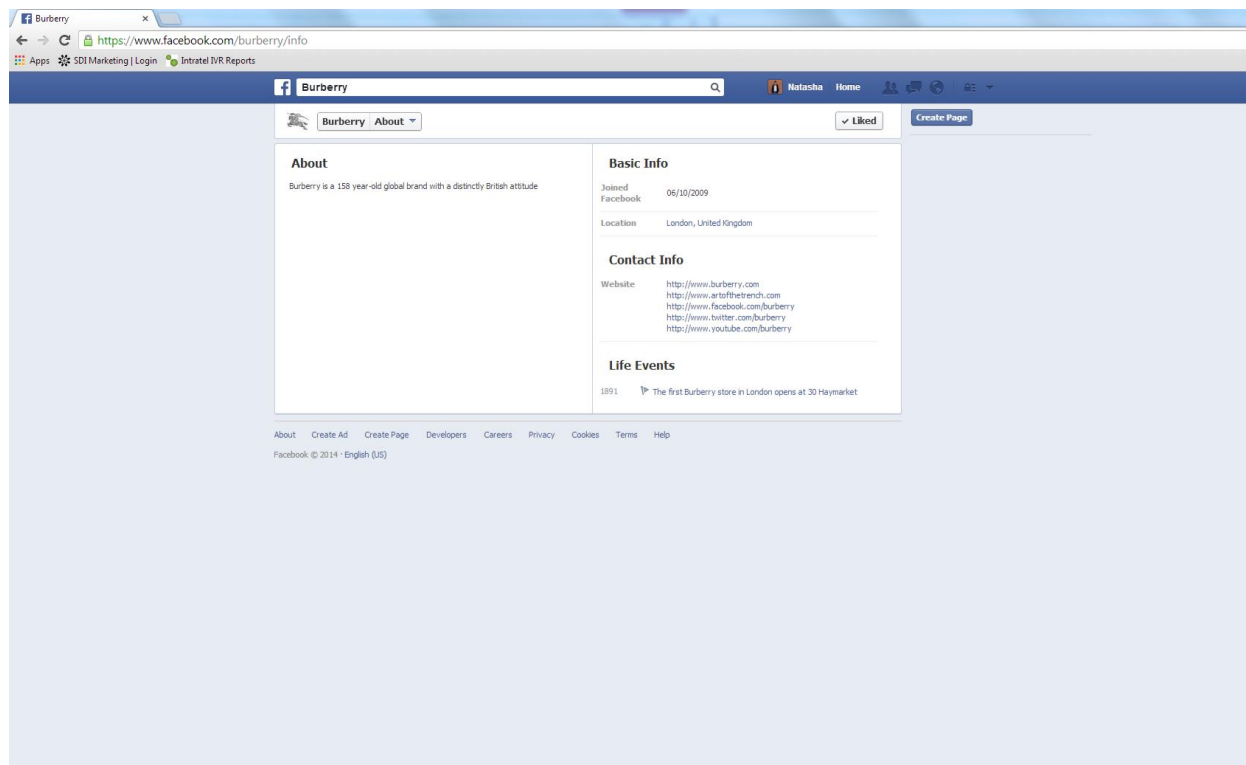 Burberry
https://www.facebook.com/burberry/info
Apps SDI Marketing | Login Intratel IVR Reports
Burberry Natasha Home
Burberry About Liked Create Page
About
Burberry is a 158 year-old global brand with a distinctly British attitude
Basic Info
Joined Facebook 06/10/2009
Location London, United Kingdom
Contact Info
Website http://www.burberry.com
http://www.artofthetrench.com
http://www.facebook.com/burberry
http://www.twitter.com/burberry
http://www.youtube.com/burberry
Life Events
1891 The first Burberry store in London opens at 30 Haymarket
About Create Ad Create Page Developers Careers Privacy Cookies Terms Help
Facebook © 2014 · English (US)